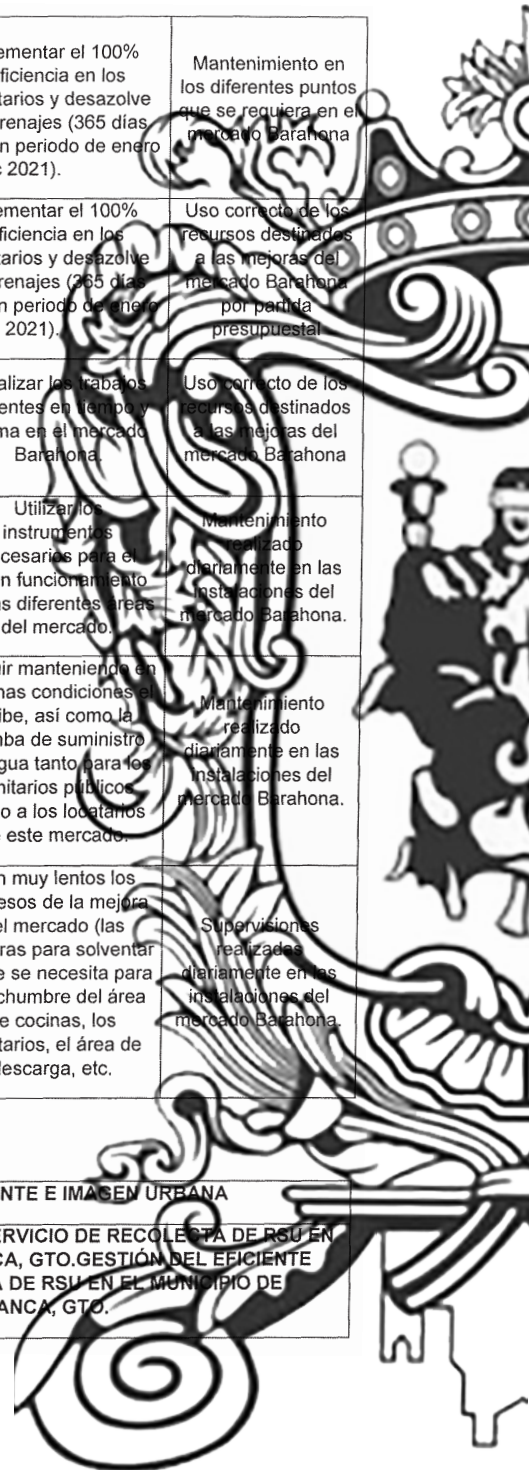 ementar el 100%
ficiencia en los
tarios y desazolve
renajes (365 días
n periodo de enero
c 2021).
Mantenimiento en
los diferentes puntos
que se requiera en el
mercado Barahona
ementar el 100%
ficiencia en los
tarios y desazolve
renajes (365 días
n periodo de enero
2021).
Uso correcto de los
recursos destinados
a las mejoras del
mercado Barahona
por partida
presupuestal
alizar los trabajos
entes en tiempo y
ma en el mercado
Barahona.
Uso correcto de los
recursos destinados
a las mejoras del
mercado Barahona
Utilizar los
instrumentos
cesarios para el
n funcionamiento
as diferentes áreas
del mercado.
Mantenimiento
realizado
diariamente en las
instalaciones del
mercado Barahona.
ir manteniendo en
nas condiciones el
ibe, así como la
mba de suministro
gua tanto para los
nitarios públicos
o a los locatarios
e este mercado.
Mantenimiento
realizado
diariamente en las
instalaciones del
mercado Barahona.
n muy lentos los
esos de la mejora
el mercado (las
ras para solventar
e se necesita para
chumbre del área
e cocinas, los
tarios, el área de
descarga, etc.
Supervisiones
realizadas
diariamente en las
instalaciones del
mercado Barahona.
NTE E IMAGEN URBANA
ERVICIO DE RECOLECTA DE RSU EN
CA, GTO.GESTIÓN DEL EFICIENTE
A DE RSU EN EL MUNICIPIO DE
ANCA, GTO.